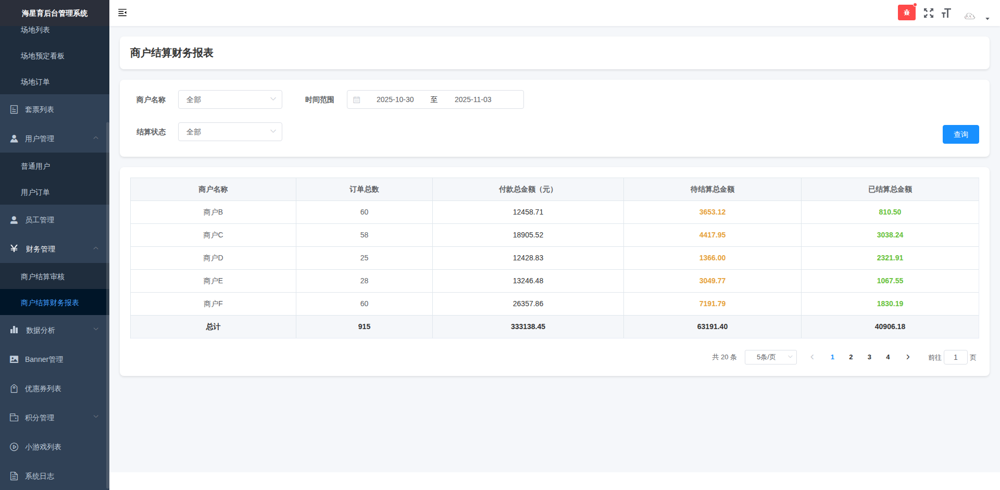 海星育后台管理系统
场地列表
场地预定看板
场地订单
套票列表
用户管理
普通用户
用户订单
员工管理
财务管理
商户结算审核
商户结算财务报表
数据分析
Banner管理
优惠券列表
积分管理
小游戏列表
系统日志
商户结算财务报表
商户名称 全部 时间范围 2025-10-30 至 2025-11-03
结算状态 全部 查询
商户名称 订单总数 付款总金额（元） 待结算总金额 已结算总金额
商户B 60 12458.71 3653.12 810.50
商户C 58 18905.52 4417.95 3038.24
商户D 25 12428.83 1366.00 2321.91
商户E 28 13246.48 3049.77 1067.55
商户F 60 26357.86 7191.79 1830.19
总计 915 333138.45 63191.40 40906.18
共 20 条 5条/页 1 2 3 4 前往 1 页